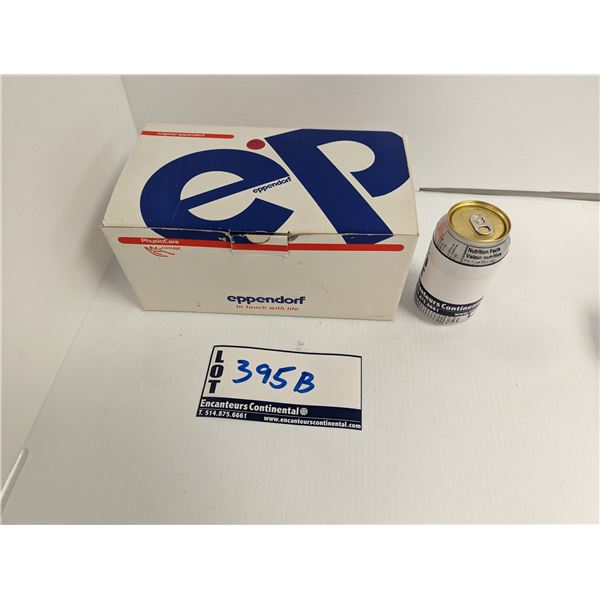 original eppendorf
ep
eppendorf
PhysioCare
concept
eppendorf
In touch with life
Nutrition Facts
Valeur nutritive
Encanteurs Continental
LOT
395B
Encanteurs Continental
T. 514.875.6661
www.encanteurscontinental.com